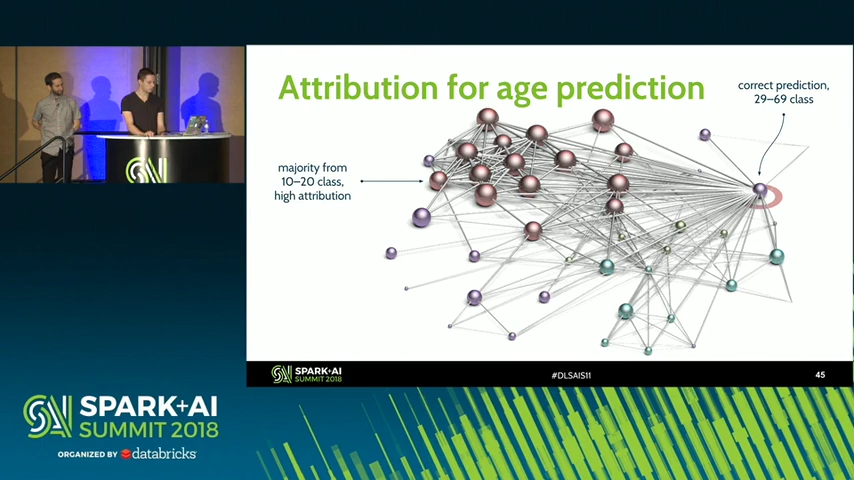 Attribution for age prediction
correct prediction,
29–69 class
majority from
10–20 class,
high attribution
SPARK+AI
SUMMIT 2018
#DLSAIS11
45
SPARK+AI
SUMMIT 2018
ORGANIZED BY databricks